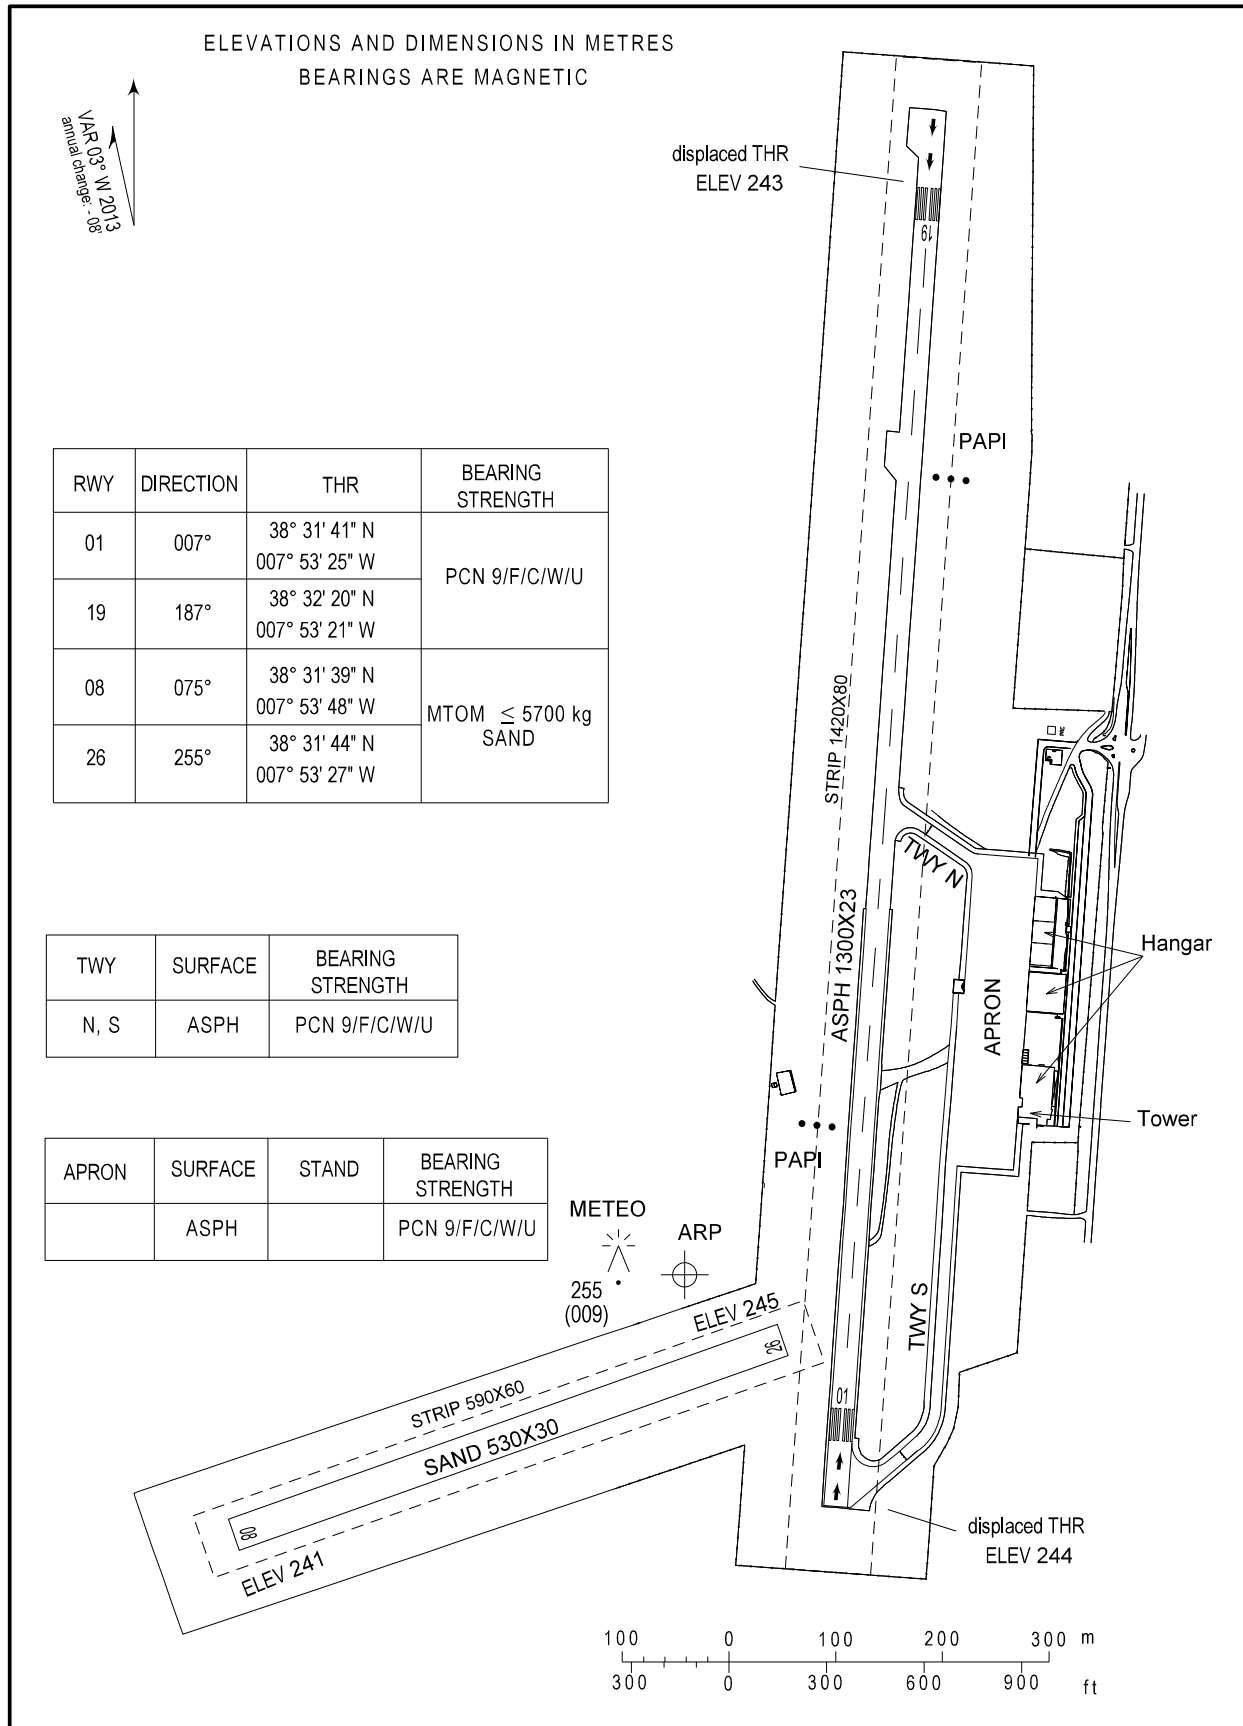 ELEVATIONS AND DIMENSIONS IN METRES
BEARINGS ARE MAGNETIC
VAR 03° W 2013
annual change: - 08'
displaced THR
ELEV 243
19
PAPI
RWY DIRECTION THR BEARING STRENGTH
01 007° 38° 31' 41" N
007° 53' 25" W
PCN 9/F/C/W/U
19 187° 38° 32' 20" N
007° 53' 21" W
08 075° 38° 31' 39" N
007° 53' 48" W
MTOM ≤ 5700 kg
SAND
26 255° 38° 31' 44" N
007° 53' 27" W
STRIP 1420X80
TWY N
ASPH 1300X23
Hangar
APRON
TWY SURFACE BEARING STRENGTH
N, S ASPH PCN 9/F/C/W/U
Tower
PAPI
APRON SURFACE STAND BEARING STRENGTH
ASPH PCN 9/F/C/W/U
METEO
ARP
255
(009)
ELEV 245
TWY S
26
STRIP 590X60
SAND 530X30
01
08
ELEV 241
displaced THR
ELEV 244
100 0 100 200 300 m
300 0 300 600 900 ft